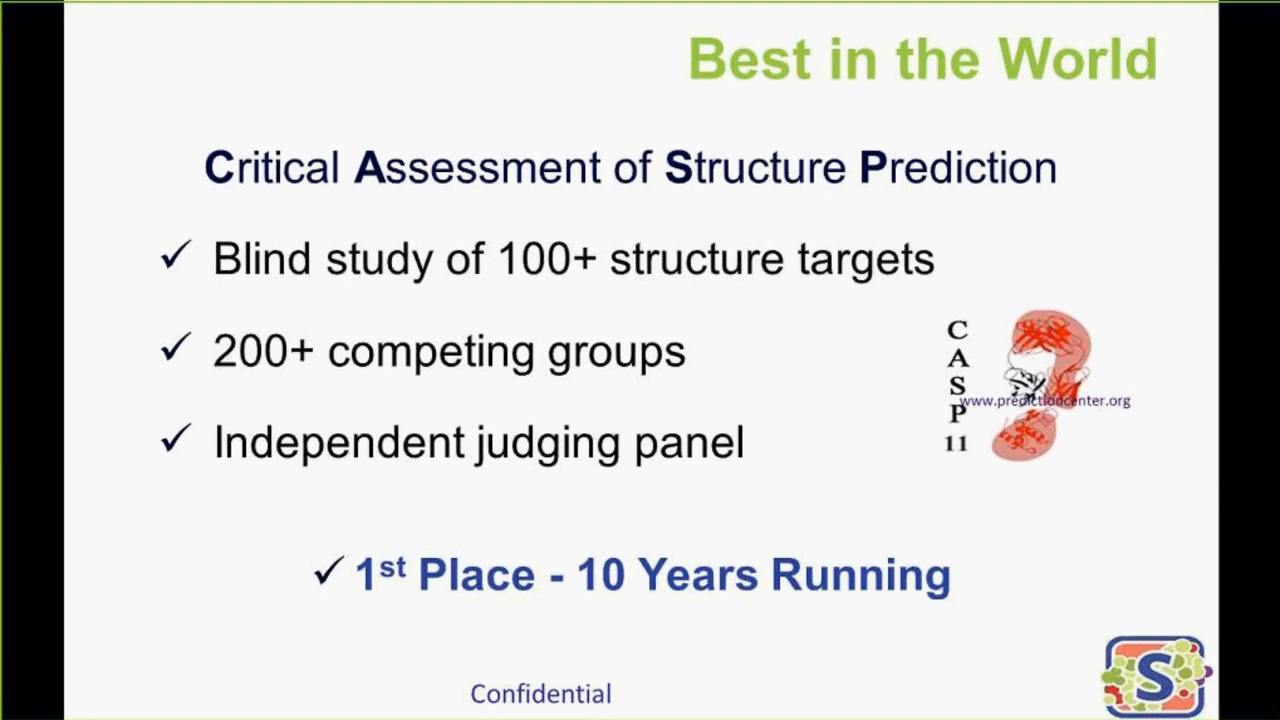 Best in the World
Critical Assessment of Structure Prediction
✓ Blind study of 100+ structure targets
✓ 200+ competing groups
✓ Independent judging panel
C
A
S
P
11
www.predictioncenter.org
✓ 1st Place - 10 Years Running
Confidential
S